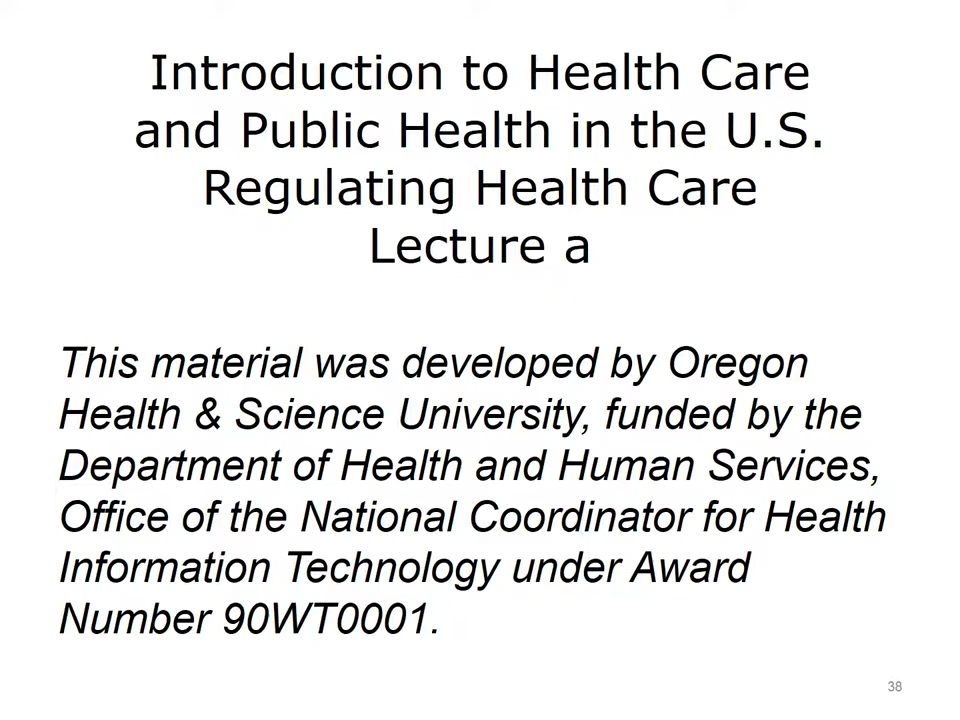 Introduction to Health Care
and Public Health in the U.S.
Regulating Health Care
Lecture a
This material was developed by Oregon
Health & Science University, funded by the
Department of Health and Human Services,
Office of the National Coordinator for Health
Information Technology under Award
Number 90WT0001.
38